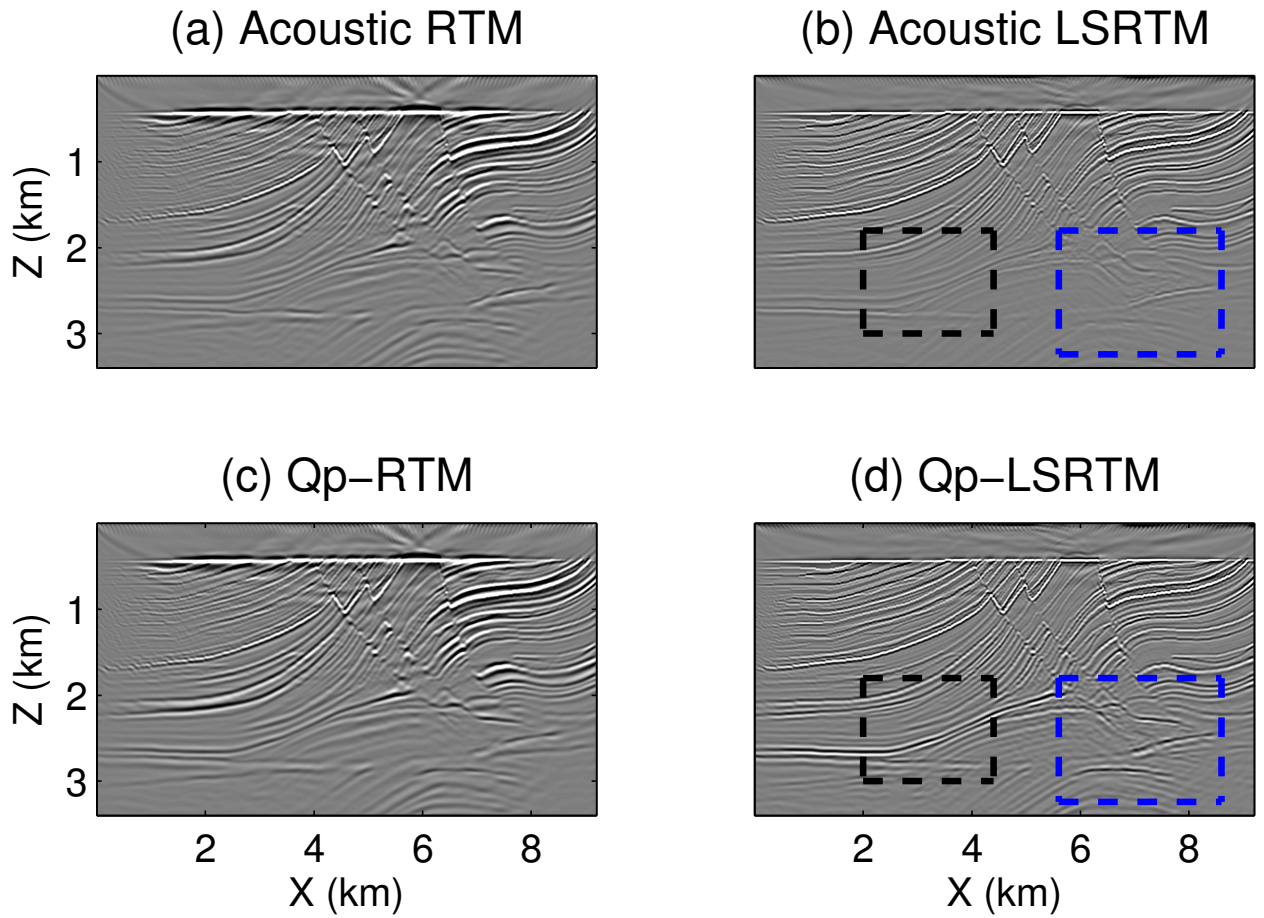 (a) Acoustic RTM
(b) Acoustic LSRTM
1
2
3
Z (km)
(c) Qp−RTM
(d) Qp−LSRTM
1
2
3
Z (km)
2 4 6 8
2 4 6 8
X (km)
X (km)